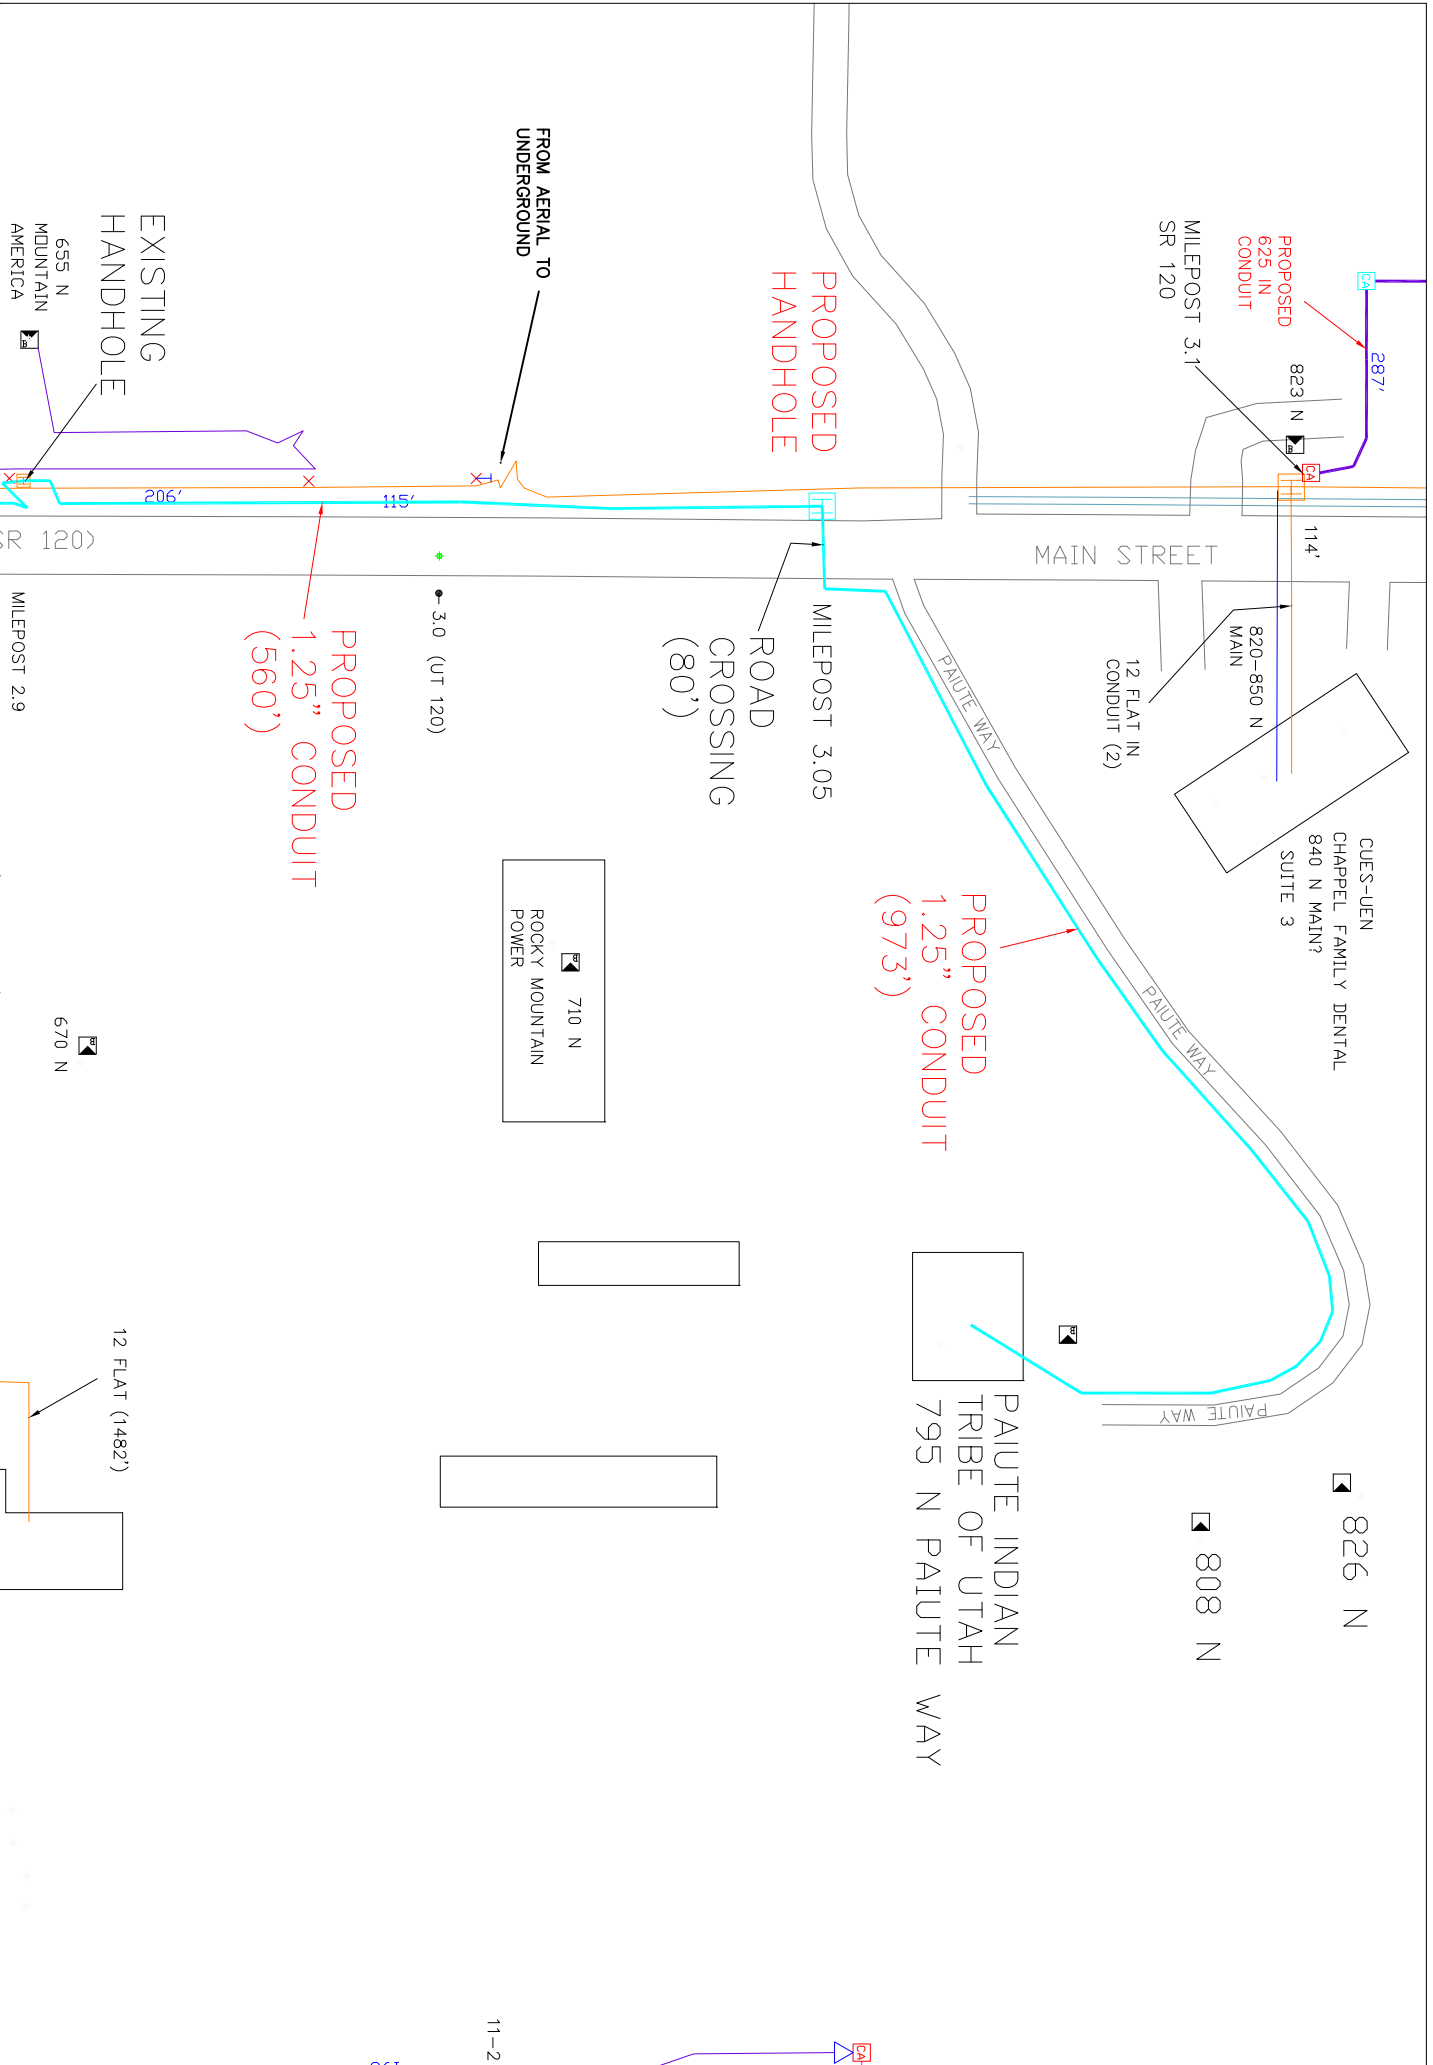 PROPOSED
625 IN
CONDUIT
287'
MILEPOST 3.1
SR 120
823 N
CA
CA
114'
MAIN STREET
820-850 N
MAIN
12 FLAT IN
CONDUIT (2)
CUES-UEN
CHAPPEL FAMILY DENTAL
840 N MAIN?
SUITE 3
FROM AERIAL TO
UNDERGROUND
PROPOSED
HANDHOLE
EXISTING
HANDHOLE
655 N
MOUNTAIN
AMERICA
206'
115'
SR 120)
MILEPOST 2.9
PROPOSED
1.25" CONDUIT
(560')
3.0 (UT 120)
ROAD
CROSSING
(80')
MILEPOST 3.05
PAIUTE WAY
PAIUTE WAY
PAIUTE WAY
PROPOSED
1.25" CONDUIT
(973')
710 N
ROCKY MOUNTAIN
POWER
670 N
12 FLAT (1482')
PAIUTE INDIAN
TRIBE OF UTAH
795 N PAIUTE WAY
826 N
808 N
11-2
CA